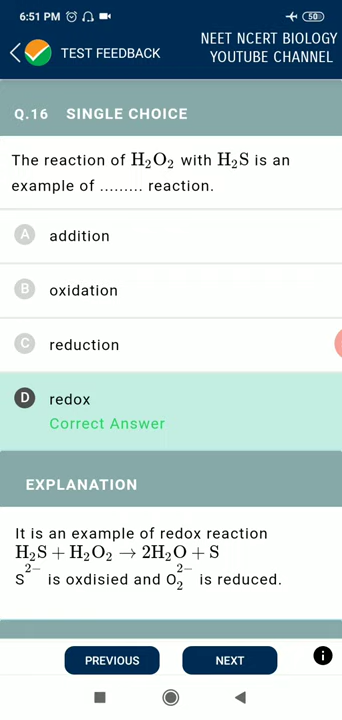 6:51 PM 50
TEST FEEDBACK
NEET NCERT BIOLOGY
YOUTUBE CHANNEL
Q.16 SINGLE CHOICE
The reaction of H₂O₂ with H₂S is an
example of ......... reaction.
A addition
B oxidation
C reduction
D redox
Correct Answer
EXPLANATION
It is an example of redox reaction
H₂S + H₂O₂ → 2H₂O + S
S²⁻ is oxdisied and O₂²⁻ is reduced.
PREVIOUS NEXT i